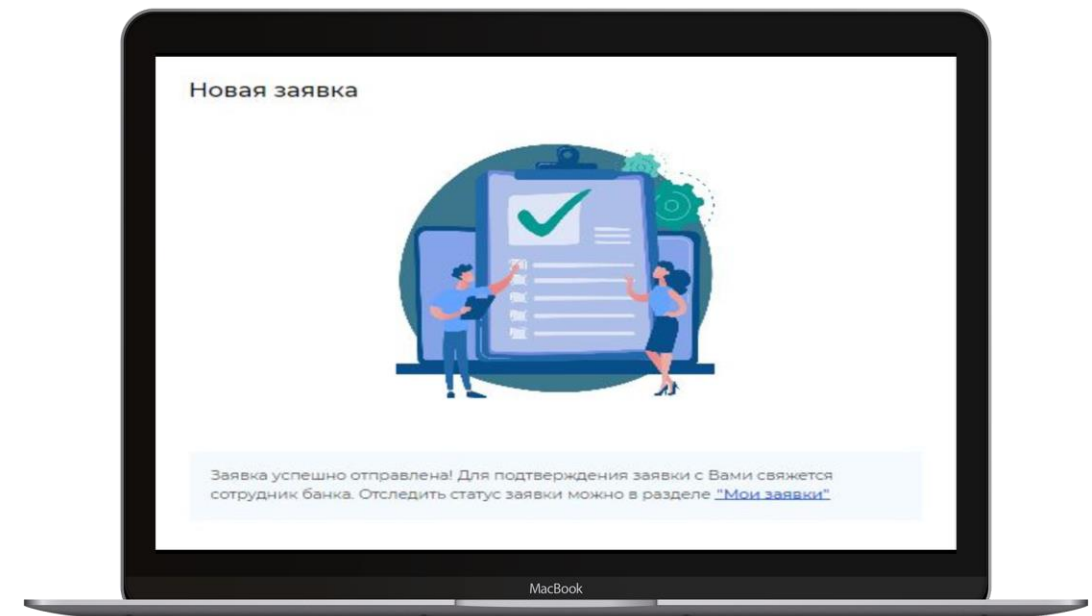 Новая заявка
Заявка успешно отправлена! Для подтверждения заявки с Вами свяжется
сотрудник банка. Отследить статус заявки можно в разделе "Мои заявки"
MacBook